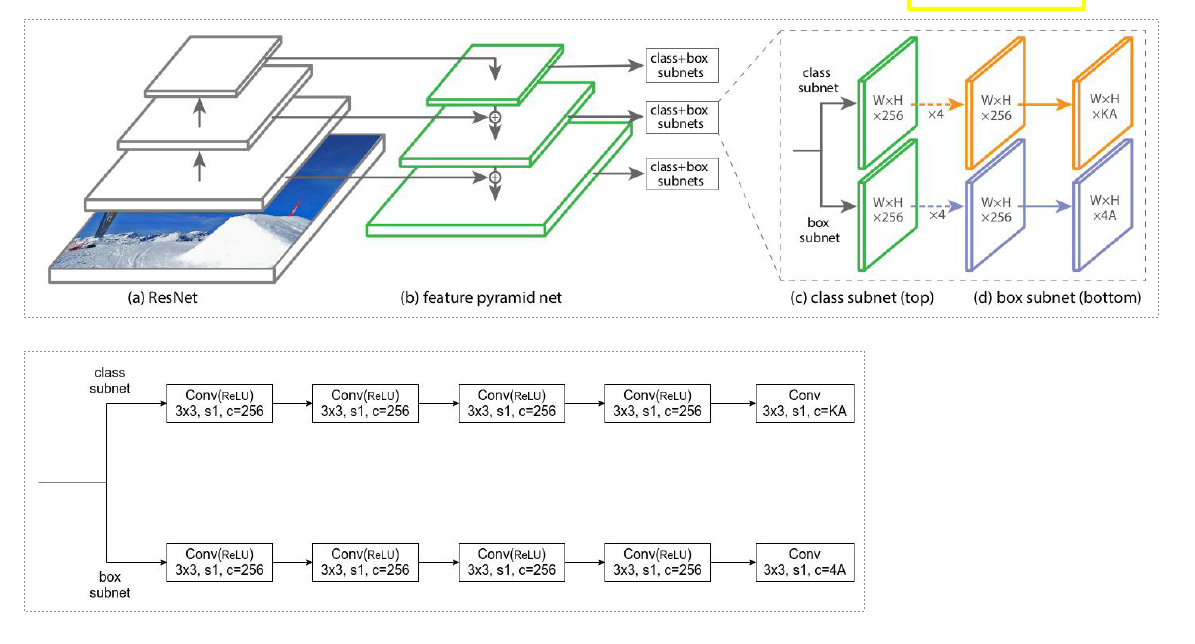 class+box
subnets
class+box
subnets
class+box
subnets
class
subnet
W×H
×256
×4
W×H
×256
W×H
×KA
box
subnet
W×H
×256
×4
W×H
×256
W×H
×4A
(a) ResNet
(b) feature pyramid net
(c) class subnet (top)
(d) box subnet (bottom)
class
subnet
Conv(ReLU)
3x3, s1, c=256
Conv(ReLU)
3x3, s1, c=256
Conv(ReLU)
3x3, s1, c=256
Conv(ReLU)
3x3, s1, c=256
Conv
3x3, s1, c=KA
box
subnet
Conv(ReLU)
3x3, s1, c=256
Conv(ReLU)
3x3, s1, c=256
Conv(ReLU)
3x3, s1, c=256
Conv(ReLU)
3x3, s1, c=256
Conv
3x3, s1, c=4A